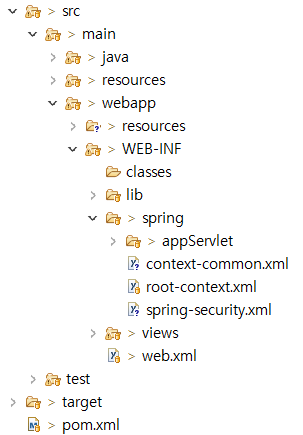 > src
> main
> java
> resources
> webapp
> resources
> WEB-INF
classes
> lib
> spring
> appServlet
context-common.xml
root-context.xml
spring-security.xml
> views
> web.xml
> test
> target
> pom.xml